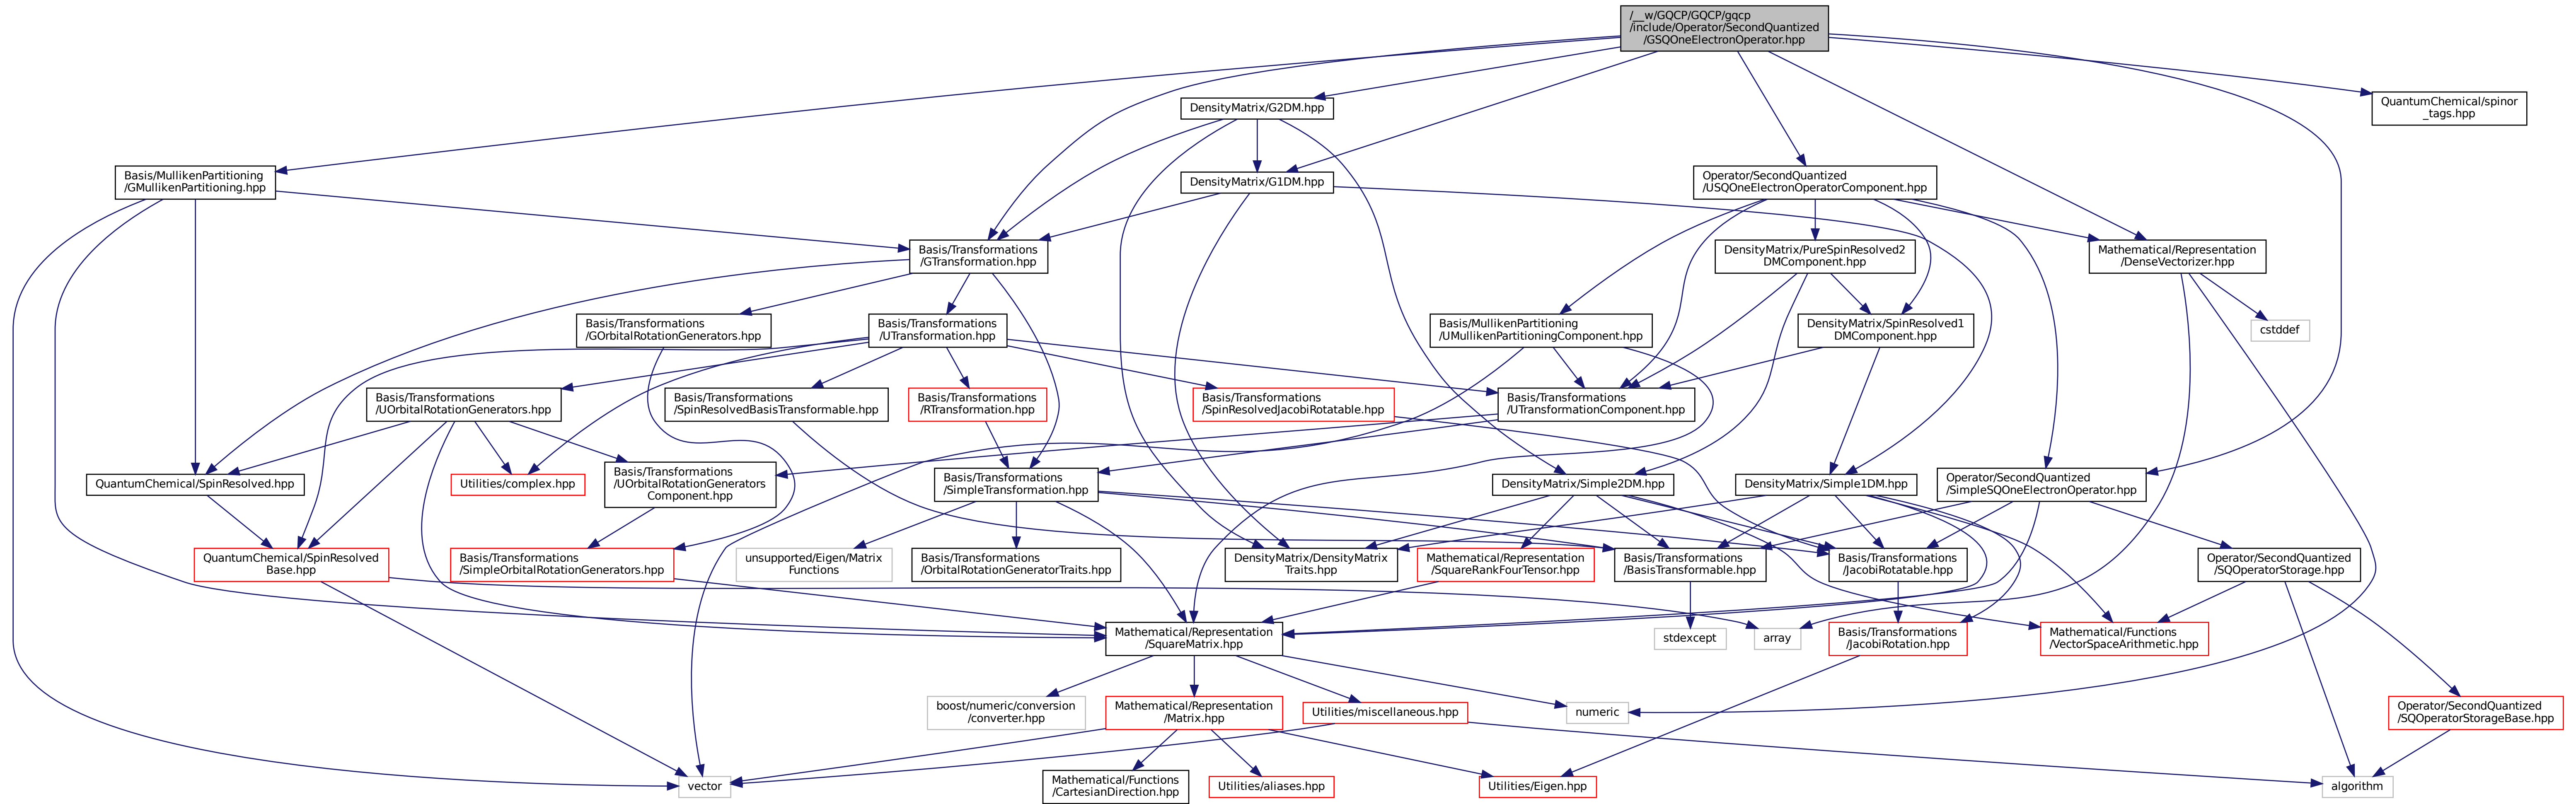 /__w/GQCP/GQCP/gqcp
/include/Operator/SecondQuantized
/GSQOneElectronOperator.hpp
DensityMatrix/G2DM.hpp
QuantumChemical/spinor
_tags.hpp
Basis/MullikenPartitioning
/GMullikenPartitioning.hpp
DensityMatrix/G1DM.hpp
Operator/SecondQuantized
/USQOneElectronOperatorComponent.hpp
Basis/Transformations
/GTransformation.hpp
DensityMatrix/PureSpinResolved2
DMComponent.hpp
Mathematical/Representation
/DenseVectorizer.hpp
Basis/Transformations
/GOrbitalRotationGenerators.hpp
Basis/Transformations
/UTransformation.hpp
Basis/MullikenPartitioning
/UMullikenPartitioningComponent.hpp
DensityMatrix/SpinResolved1
DMComponent.hpp
cstddef
Basis/Transformations
/UOrbitalRotationGenerators.hpp
Basis/Transformations
/SpinResolvedBasisTransformable.hpp
Basis/Transformations
/RTransformation.hpp
Basis/Transformations
/SpinResolvedJacobiRotatable.hpp
Basis/Transformations
/UTransformationComponent.hpp
QuantumChemical/SpinResolved.hpp
Utilities/complex.hpp
Basis/Transformations
/UOrbitalRotationGenerators
Component.hpp
Basis/Transformations
/SimpleTransformation.hpp
DensityMatrix/Simple2DM.hpp
DensityMatrix/Simple1DM.hpp
Operator/SecondQuantized
/SimpleSQOneElectronOperator.hpp
QuantumChemical/SpinResolved
Base.hpp
Basis/Transformations
/SimpleOrbitalRotationGenerators.hpp
unsupported/Eigen/Matrix
Functions
Basis/Transformations
/OrbitalRotationGeneratorTraits.hpp
DensityMatrix/DensityMatrix
Traits.hpp
Mathematical/Representation
/SquareRankFourTensor.hpp
Basis/Transformations
/BasisTransformable.hpp
Basis/Transformations
/JacobiRotatable.hpp
Operator/SecondQuantized
/SQOperatorStorage.hpp
Mathematical/Representation
/SquareMatrix.hpp
stdexcept
array
Basis/Transformations
/JacobiRotation.hpp
Mathematical/Functions
/VectorSpaceArithmetic.hpp
boost/numeric/conversion
/converter.hpp
Mathematical/Representation
/Matrix.hpp
Utilities/miscellaneous.hpp
numeric
Operator/SecondQuantized
/SQOperatorStorageBase.hpp
vector
Mathematical/Functions
/CartesianDirection.hpp
Utilities/aliases.hpp
Utilities/Eigen.hpp
algorithm